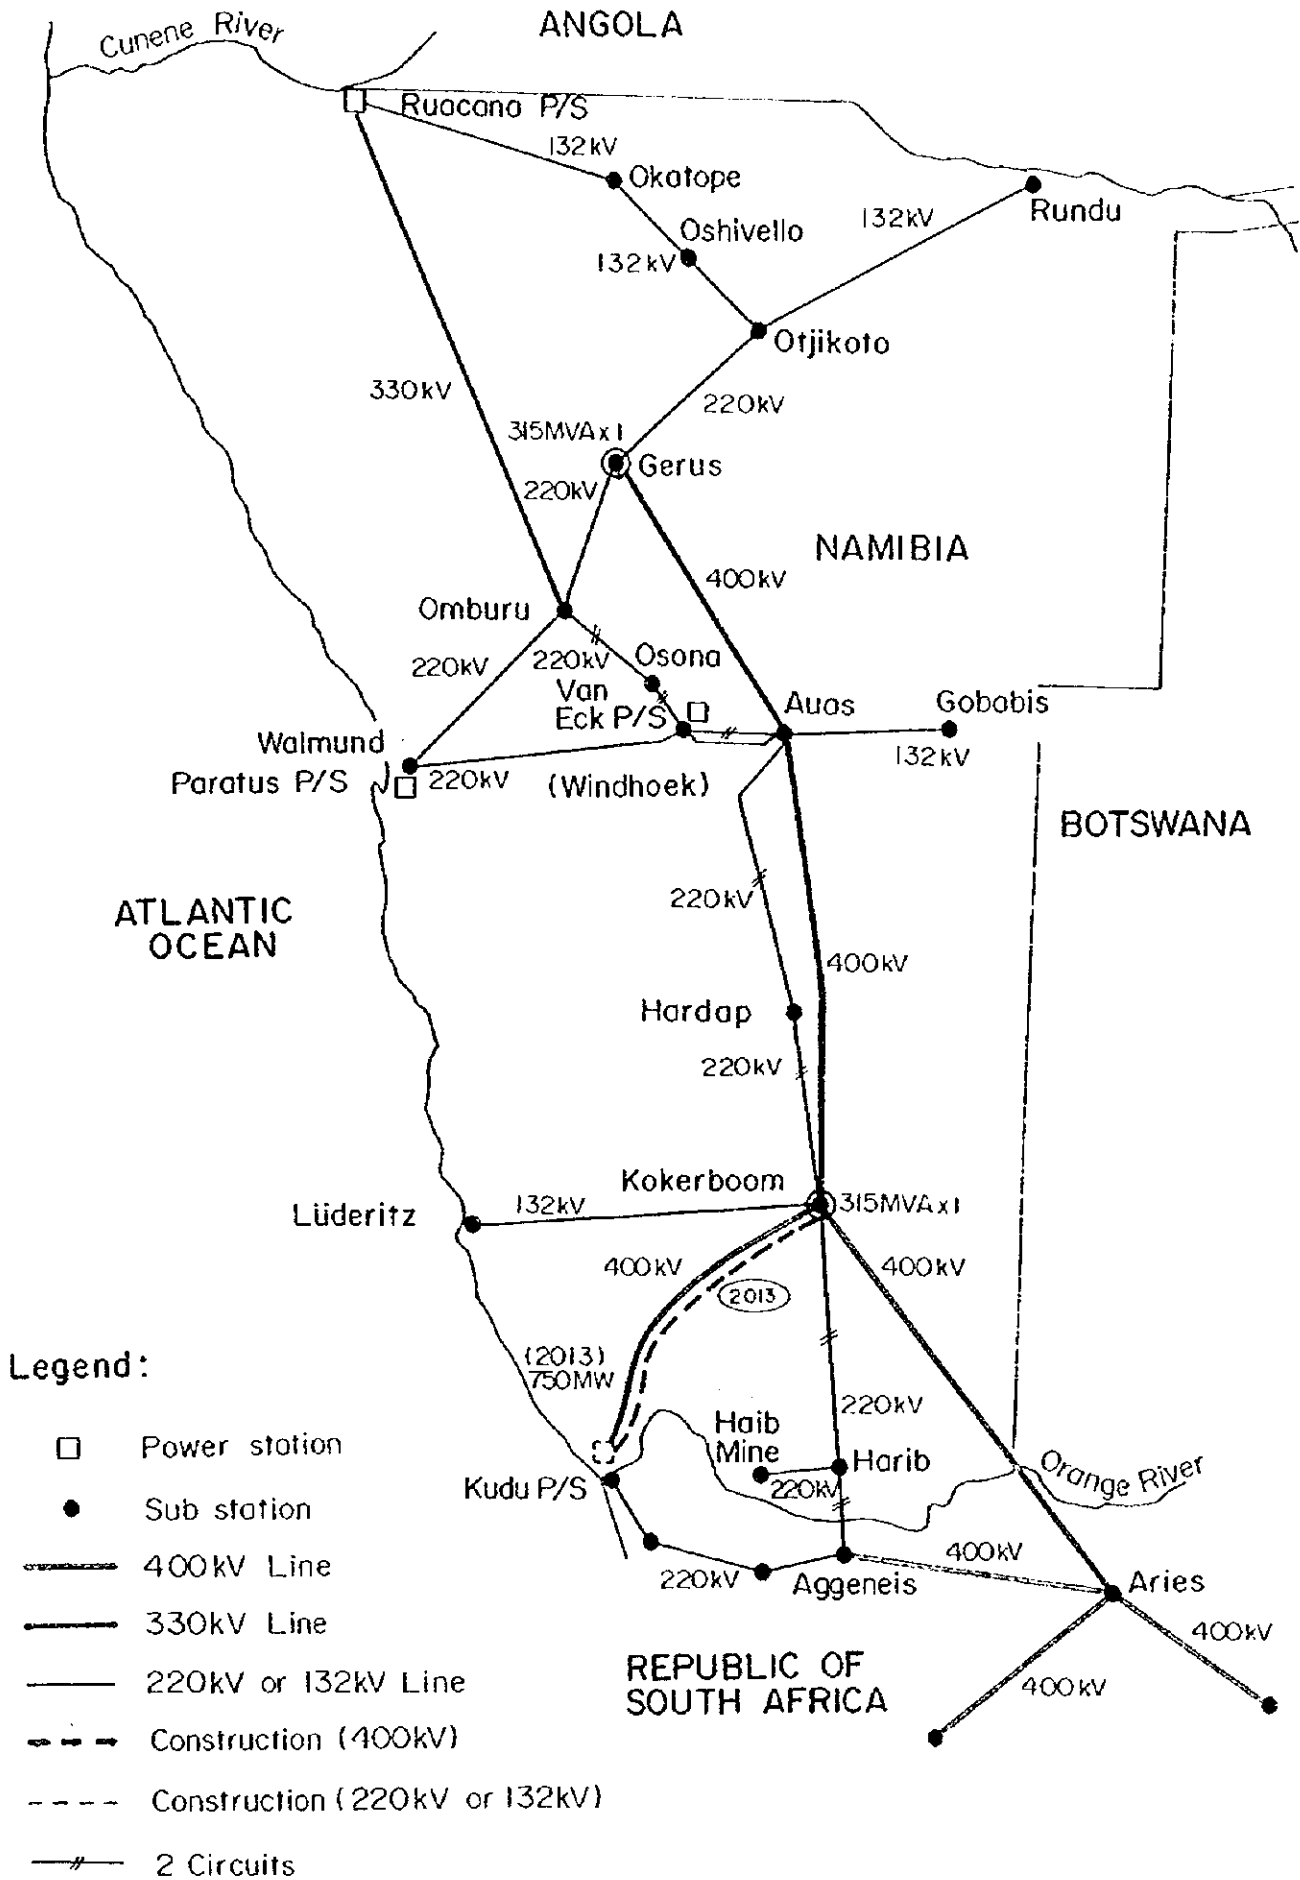 ANGOLA
Cunene River
Ruacana P/S
132kV
Okatope
Rundu
132kV
Oshivello
132kV
Otjikoto
330kV
220kV
315MVAx1
Gerus
220kV
NAMIBIA
400kV
Omburu
220kV
220kV
Osona
Van
Eck P/S
Auas
Gobabis
132kV
Walmund
Paratus P/S
220kV
(Windhoek)
BOTSWANA
220kV
ATLANTIC
OCEAN
400kV
Hardap
220kV
Kokerboom
315MVAx1
Lüderitz
132kV
400kV
400kV
2013
(2013)
750MW
220kV
Haib
Mine
Harib
220kV
Orange River
Kudu P/S
400kV
220kV
Aggeneis
Aries
400kV
400kV
REPUBLIC OF
SOUTH AFRICA
Legend:
Power station
Sub station
400kV Line
330kV Line
220kV or 132kV Line
Construction (400kV)
Construction (220kV or 132kV)
2 Circuits